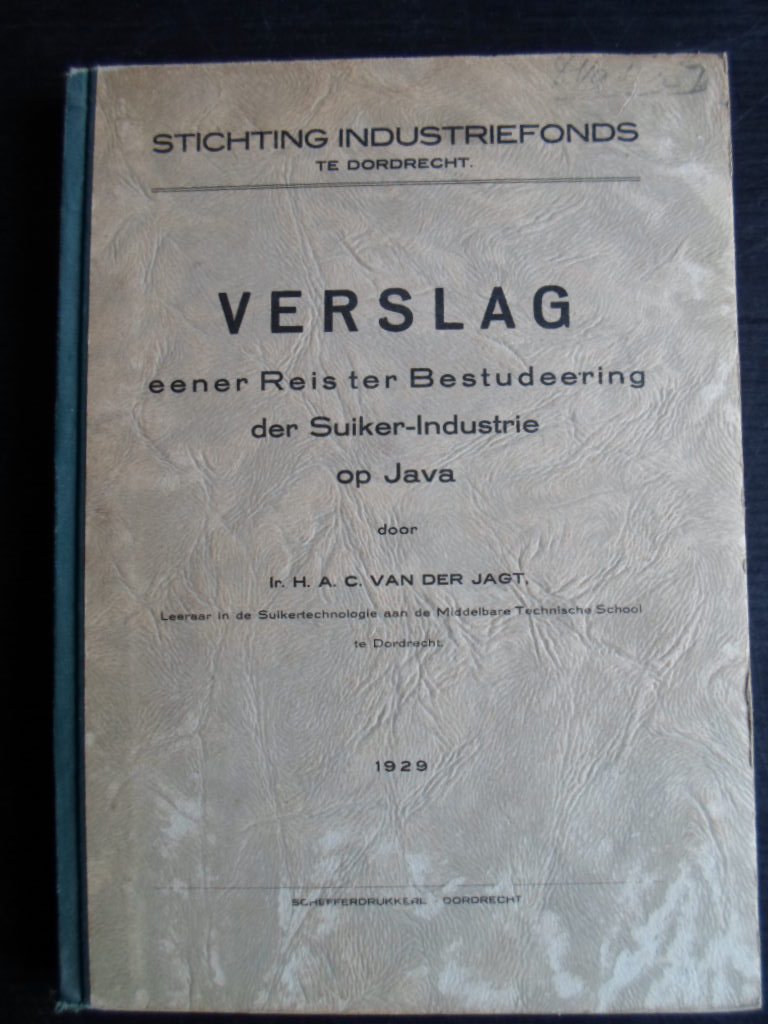 STICHTING INDUSTRIEFONDS
TE DORDRECHT.
VERSLAG
eener Reis ter Bestudeering
der Suiker-Industrie
op Java
door
Ir. H. A. C. VAN DER JAGT,
Leeraar in de Suikertechnologie aan de Middelbare Technische School
te Dordrecht.
1929
SCHEFFERDRUKKERIJ - DORDRECHT